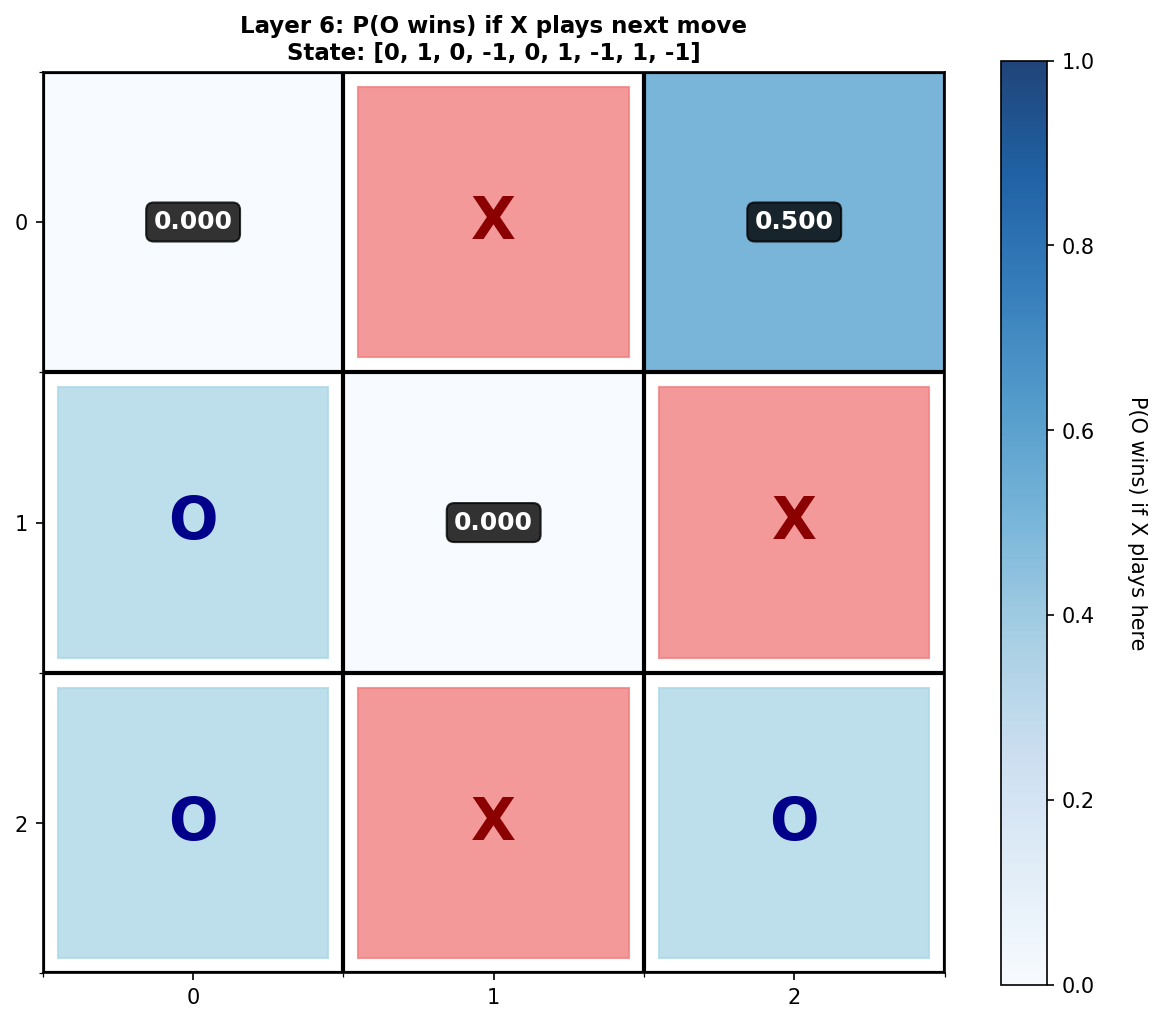 Layer 6: P(O wins) if X plays next move
State: [0, 1, 0, -1, 0, 1, -1, 1, -1]
0
0.000
X
0.500
1
O
0.000
X
2
O
X
O
0
1
2
1.0
0.8
0.6
0.4
0.2
0.0
P(O wins) if X plays here